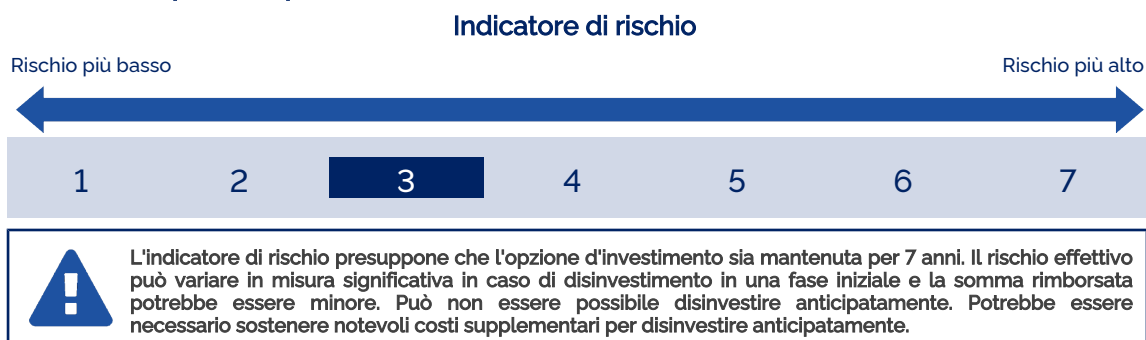 Indicatore di rischio
Rischio più basso
Rischio più alto
1 2 3 4 5 6 7
L'indicatore di rischio presuppone che l'opzione d'investimento sia mantenuta per 7 anni. Il rischio effettivo
può variare in misura significativa in caso di disinvestimento in una fase iniziale e la somma rimborsata
potrebbe essere minore. Può non essere possibile disinvestire anticipatamente. Potrebbe essere
necessario sostenere notevoli costi supplementari per disinvestire anticipatamente.